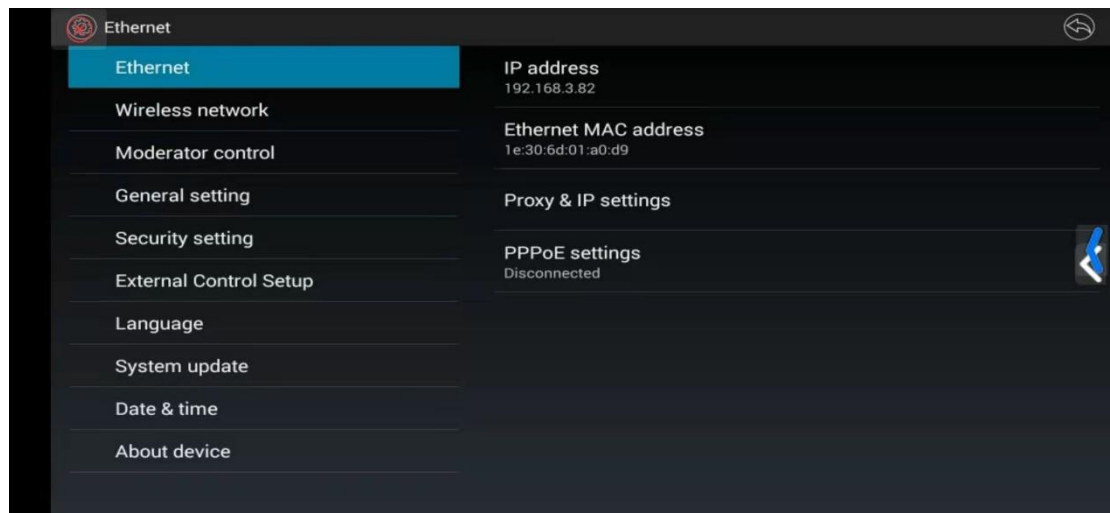 Ethernet
Ethernet
Wireless network
Moderator control
General setting
Security setting
External Control Setup
Language
System update
Date & time
About device
IP address
192.168.3.82
Ethernet MAC address
1e:30:6d:01:a0:d9
Proxy & IP settings
PPPoE settings
Disconnected